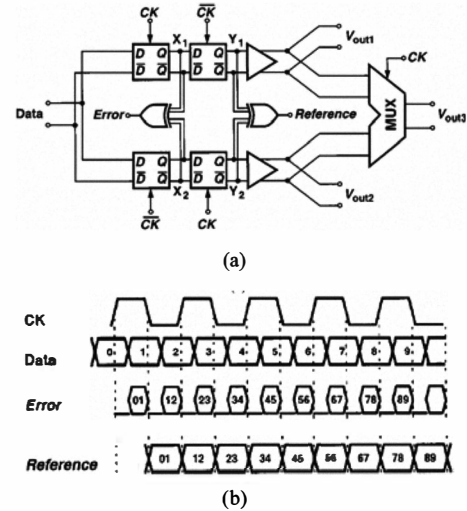 CK C̅K̅
X1 Y1
D Q D Q
D̅ Q̅ D̅ Q̅
Vout1
CK
Data
Error
Reference
MUX
Vout3
D Q D Q
D̅ Q̅ D̅ Q̅
X2 Y2
Vout2
C̅K̅ CK
(a)
CK
Data 0 1 2 3 4 5 6 7 8 9
Error 01 12 23 34 45 56 67 78 89
Reference 01 12 23 34 45 56 67 78 89
(b)